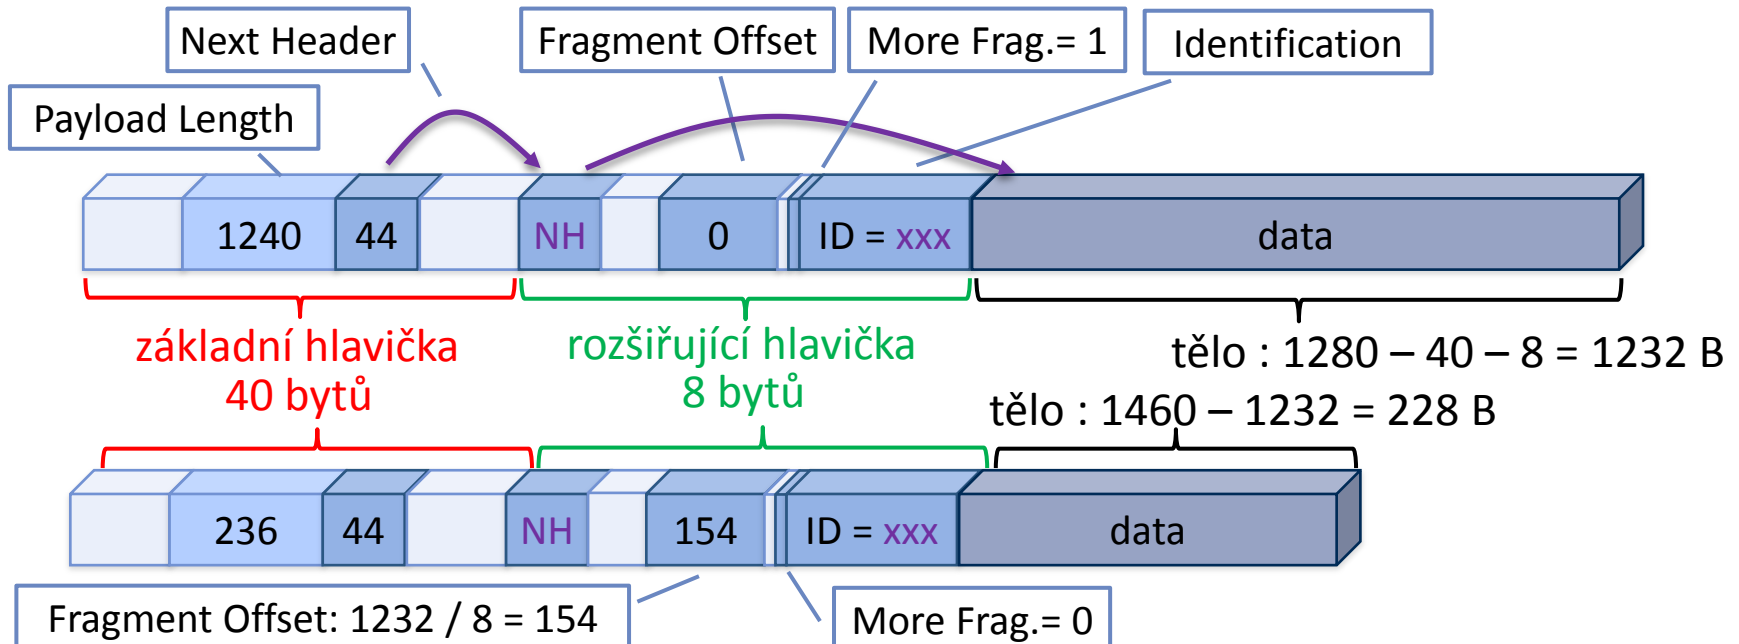 Next Header
Fragment Offset
More Frag.= 1
Identification
Payload Length
1240
44
NH
0
ID = xxx
data
základní hlavička
40 bytů
rozšiřující hlavička
8 bytů
tělo : 1280 – 40 – 8 = 1232 B
tělo : 1460 – 1232 = 228 B
236
44
NH
154
ID = xxx
data
Fragment Offset: 1232 / 8 = 154
More Frag.= 0